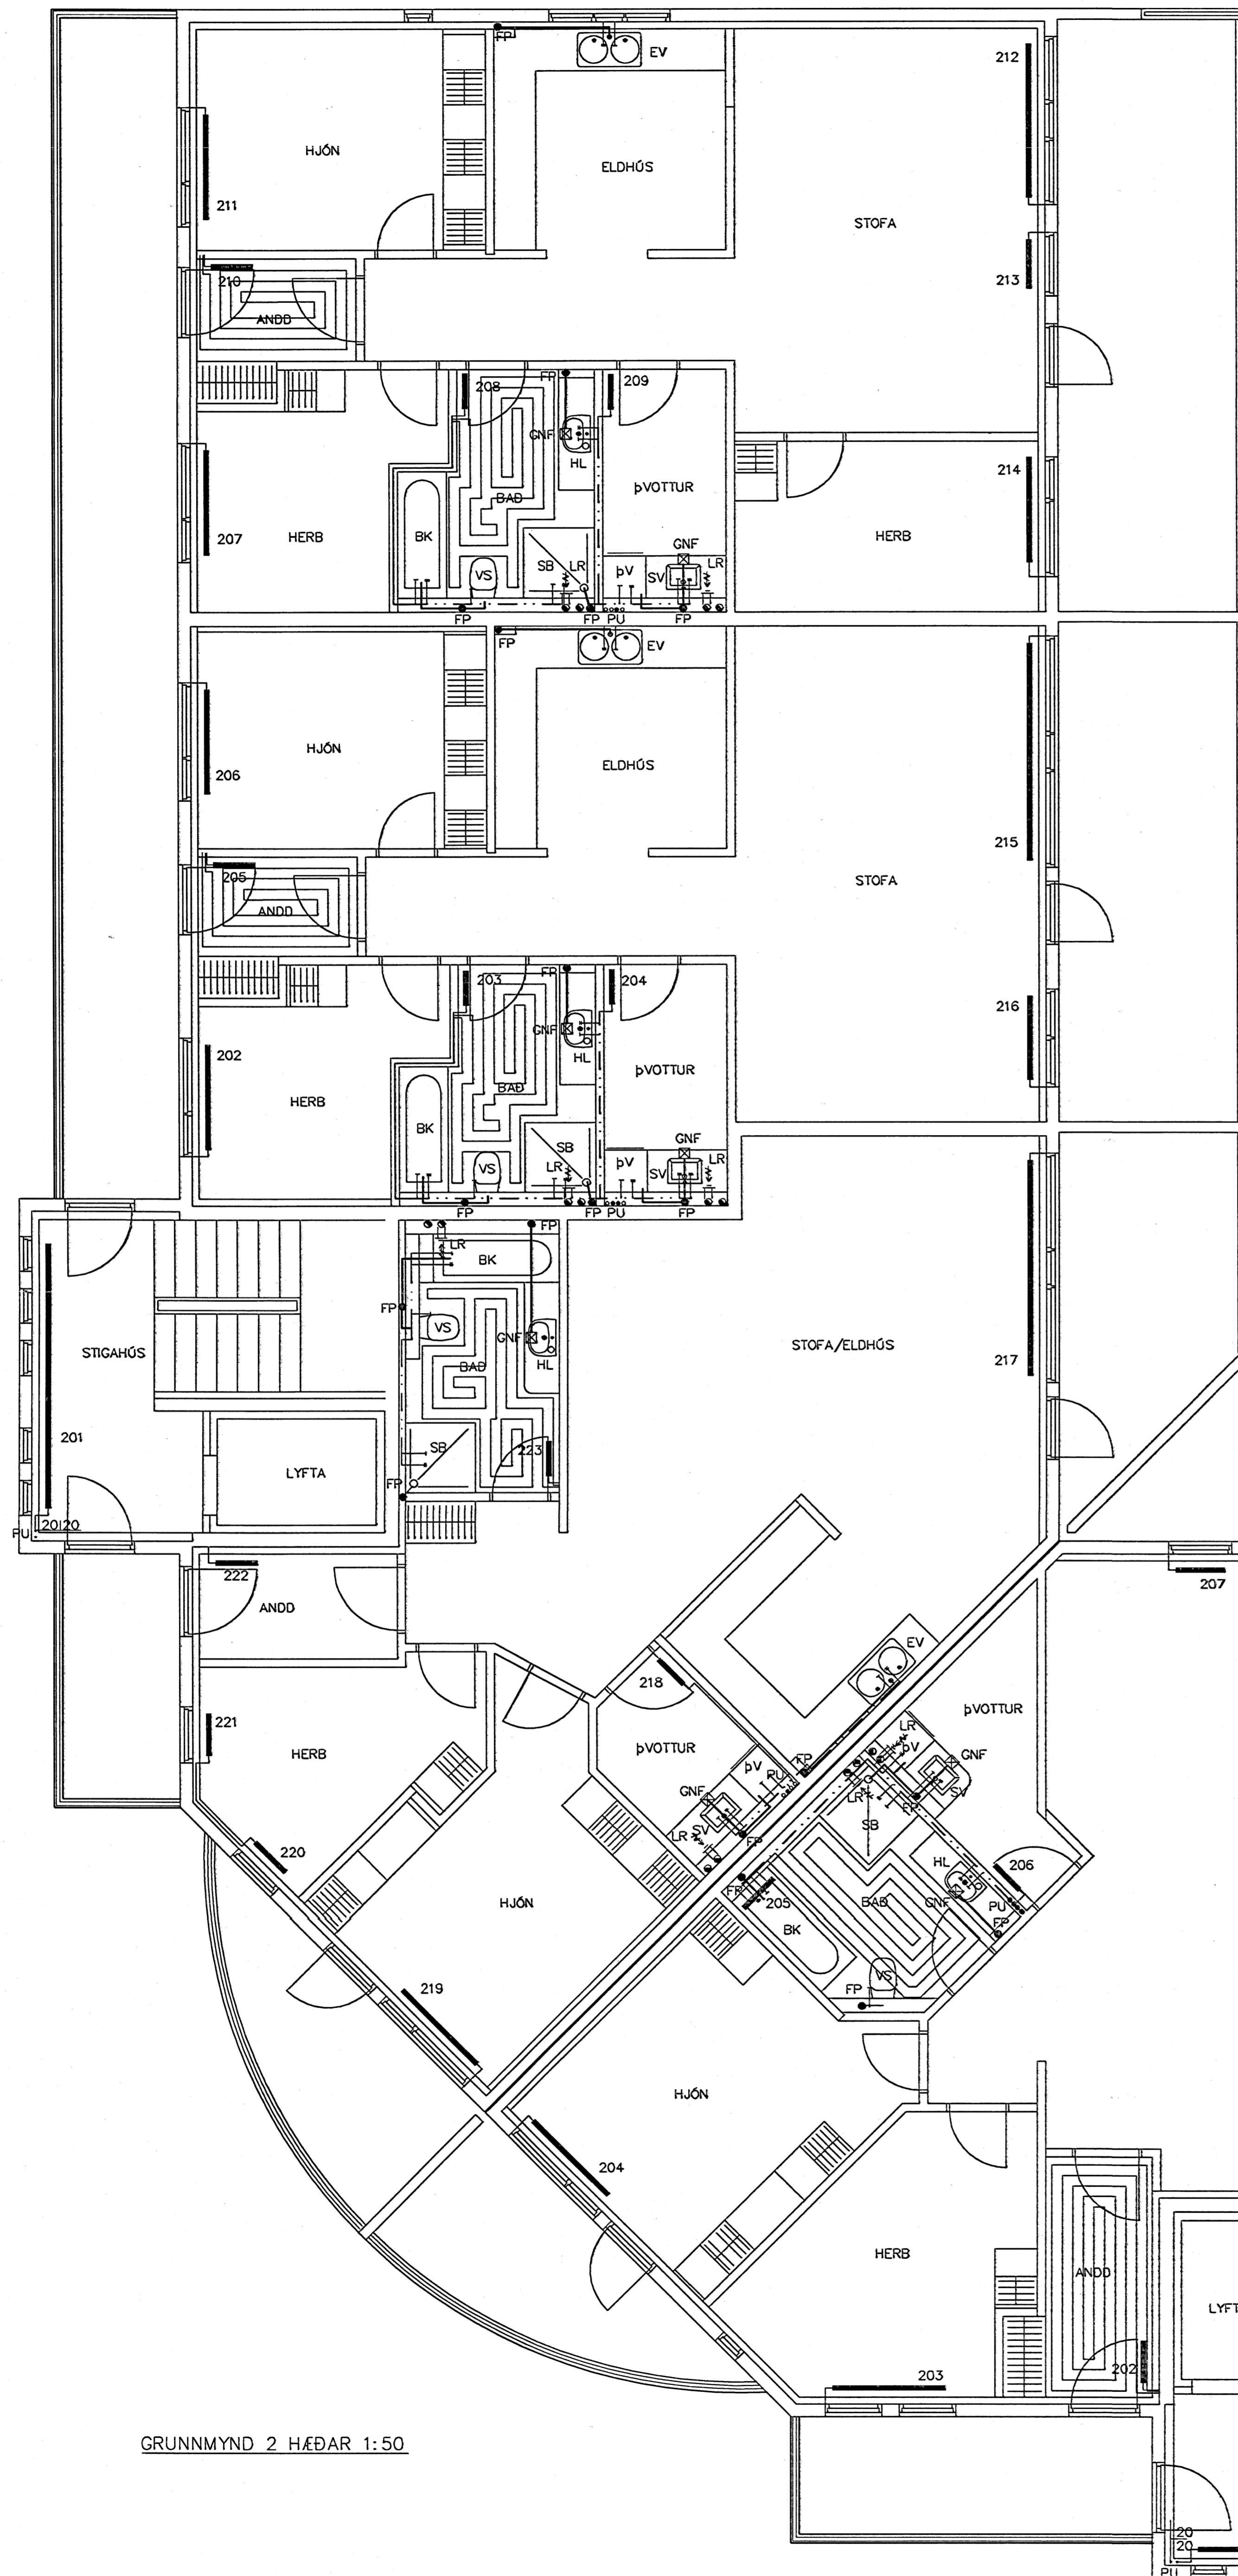 FP
EV
212
HJÓN
ELDHÚS
211
STOFA
210
213
ANDD
208
FP
209
GNF
HL
214
BAÐ
ÞVOTTUR
207
HERB
BK
GNF
HERB
VS
SB
LR
ÞV
SV
LR
FP
FP
PU
FP
FP
EV
HJÓN
ELDHÚS
206
215
205
STOFA
ANDD
203
FP
204
216
GNF
202
HL
HERB
BAÐ
ÞVOTTUR
BK
GNF
SB
VS
LR
ÞV
SV
LR
FP
FP
PU
FP
FP
LR
BK
FP
VS
GNF
STIGAHÚS
BAÐ
HL
STOFA/ELDHÚS
217
201
SB
223
LYFTA
FP
PU
20|20
222
207
ANDD
EV
218
221
ÞVOTTUR
HERB
ÞVOTTUR
LR
ÞV
GNF
FP
ÞV
PU
GNF
LR
SV
FP
SV
SB
LR
FP
220
HL
206
FP
205
BAÐ
GNF
PU
HJÓN
BK
FP
VS
219
FP
HJÓN
204
HERB
ANDD
LYFT
202
203
GRUNNMYND 2 HÆÐAR 1:50
20
20
PU